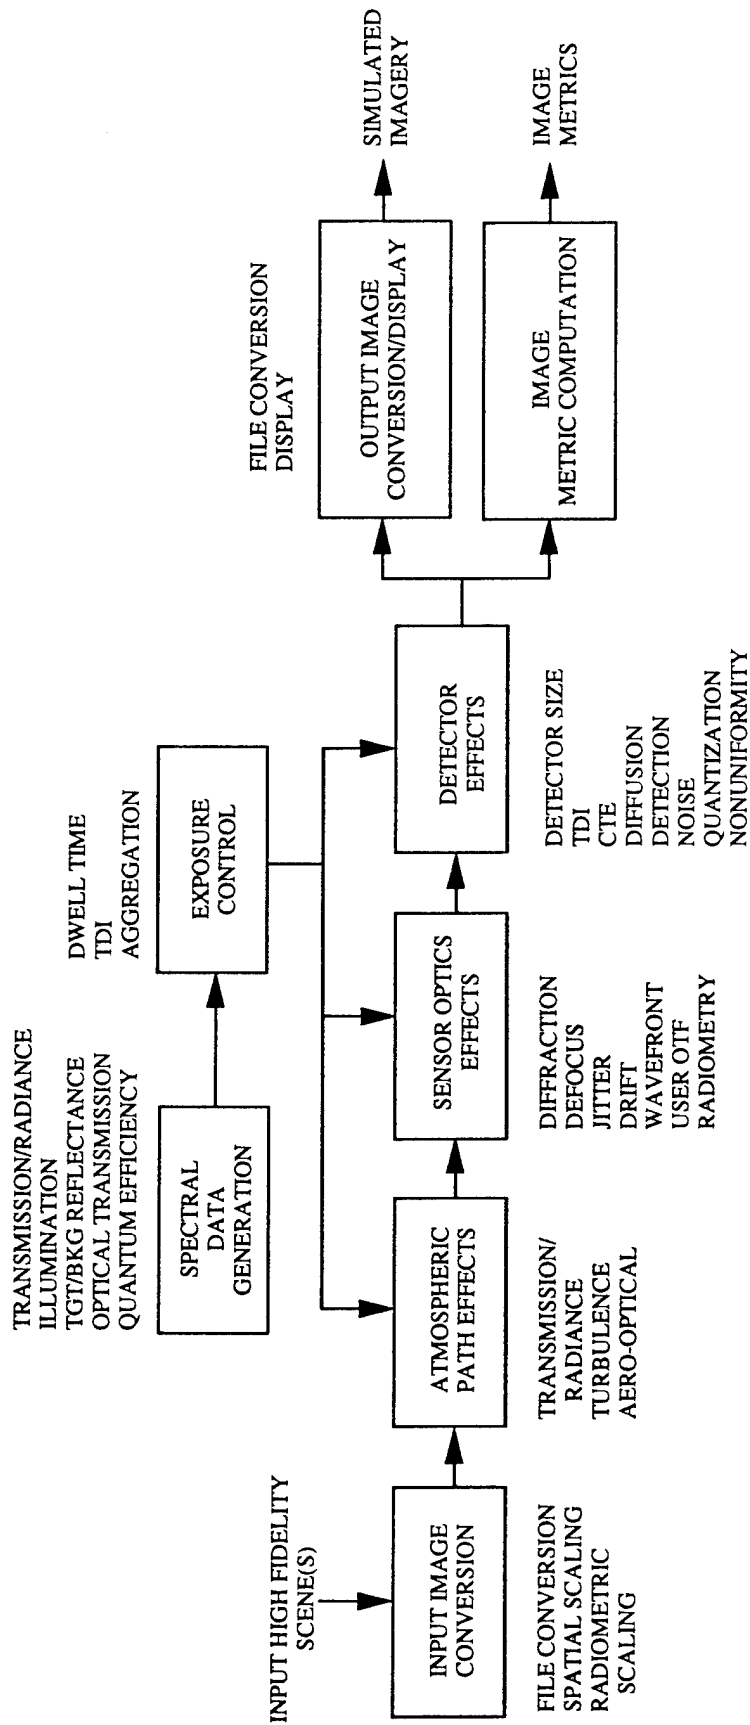 TRANSMISSION/RADIANCE
ILLUMINATION
TGT/BKG REFLECTANCE
OPTICAL TRANSMISSION
QUANTUM EFFICIENCY
SPECTRAL
DATA
GENERATION
DWELL TIME
TDI
AGGREGATION
EXPOSURE
CONTROL
INPUT HIGH FIDELITY
SCENE(S)
INPUT IMAGE
CONVERSION
FILE CONVERSION
SPATIAL SCALING
RADIOMETRIC
SCALING
ATMOSPHERIC
PATH EFFECTS
TRANSMISSION/
RADIANCE
TURBULENCE
AERO-OPTICAL
SENSOR OPTICS
EFFECTS
DIFFRACTION
DEFOCUS
JITTER
DRIFT
WAVEFRONT
USER OTF
RADIOMETRY
DETECTOR
EFFECTS
DETECTOR SIZE
TDI
CTE
DIFFUSION
DETECTION
NOISE
QUANTIZATION
NONUNIFORMITY
FILE CONVERSION
DISPLAY
OUTPUT IMAGE
CONVERSION/DISPLAY
SIMULATED
IMAGERY
IMAGE
METRIC COMPUTATION
IMAGE
METRICS